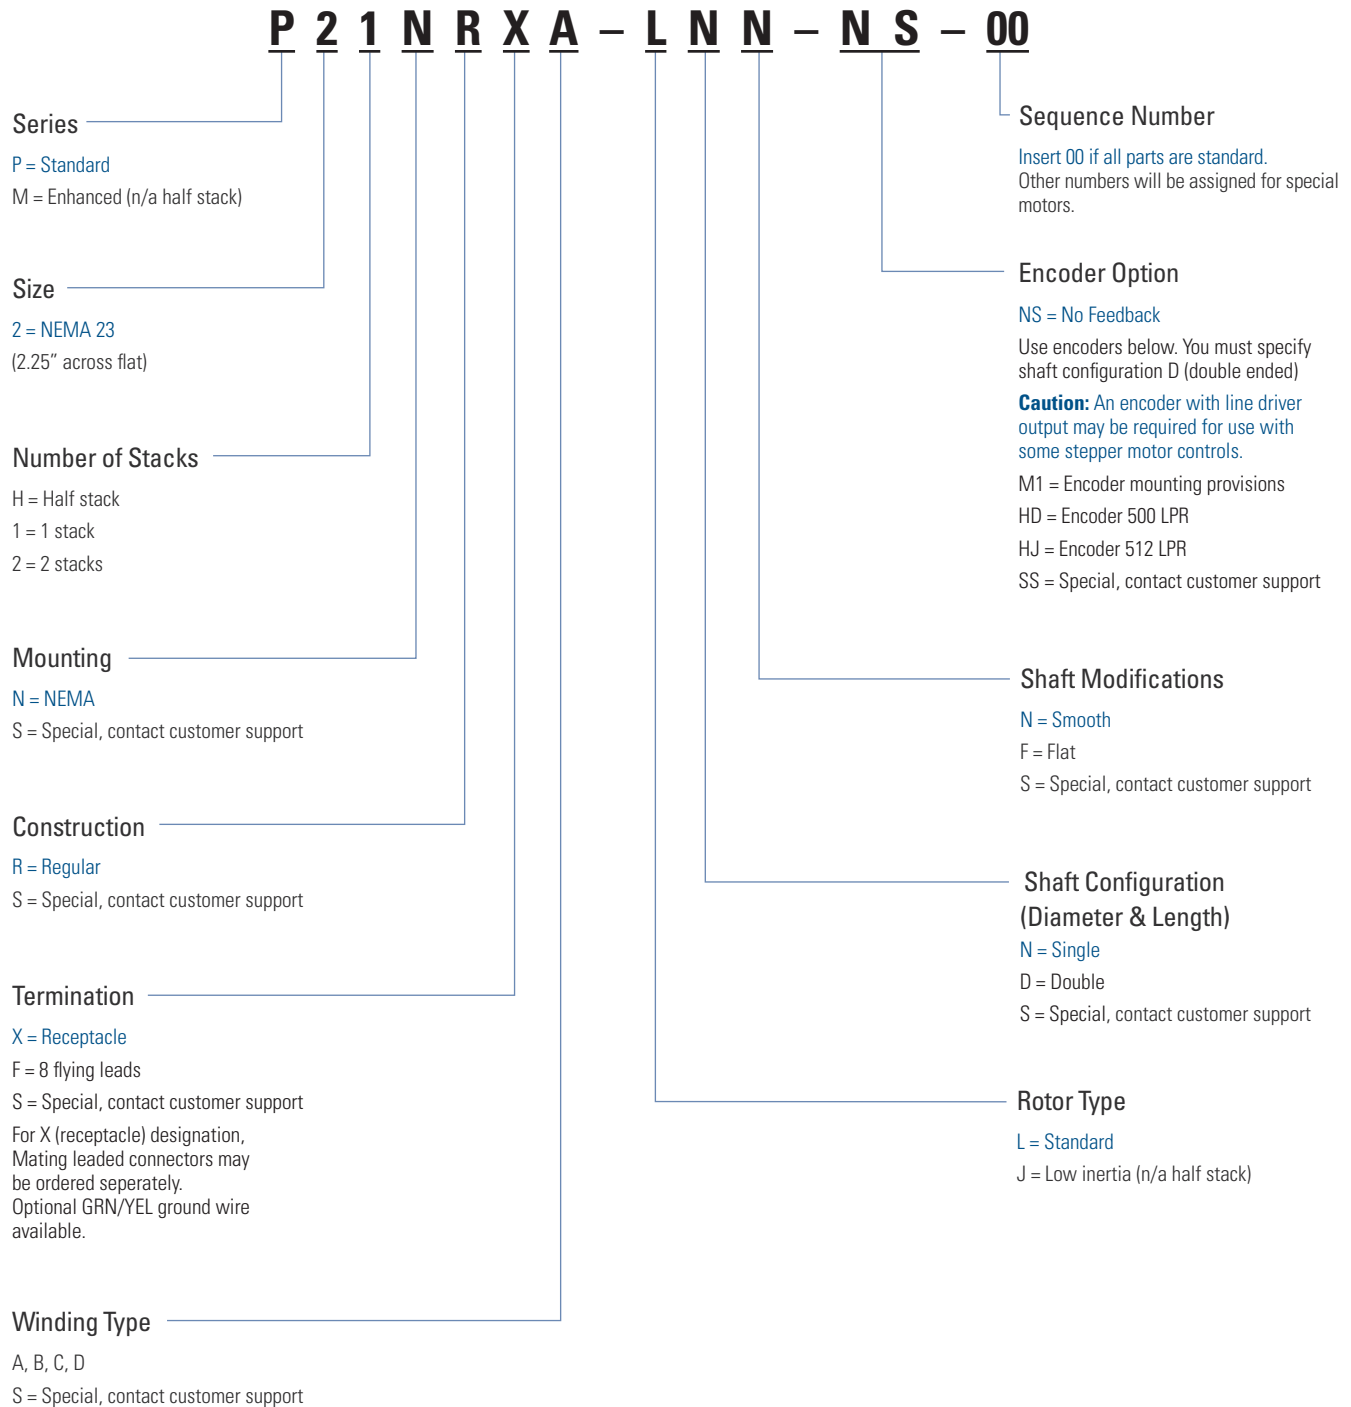 P 2 1 N R X A – L N N – N S – 00
Series
P = Standard
M = Enhanced (n/a half stack)
Size
2 = NEMA 23
(2.25” across flat)
Number of Stacks
H = Half stack
1 = 1 stack
2 = 2 stacks
Mounting
N = NEMA
S = Special, contact customer support
Construction
R = Regular
S = Special, contact customer support
Termination
X = Receptacle
F = 8 flying leads
S = Special, contact customer support
For X (receptacle) designation,
Mating leaded connectors may
be ordered seperately.
Optional GRN/YEL ground wire
available.
Winding Type
A, B, C, D
S = Special, contact customer support
Sequence Number
Insert 00 if all parts are standard.
Other numbers will be assigned for special
motors.
Encoder Option
NS = No Feedback
Use encoders below. You must specify
shaft configuration D (double ended)
Caution: An encoder with line driver
output may be required for use with
some stepper motor controls.
M1 = Encoder mounting provisions
HD = Encoder 500 LPR
HJ = Encoder 512 LPR
SS = Special, contact customer support
Shaft Modifications
N = Smooth
F = Flat
S = Special, contact customer support
Shaft Configuration
(Diameter & Length)
N = Single
D = Double
S = Special, contact customer support
Rotor Type
L = Standard
J = Low inertia (n/a half stack)